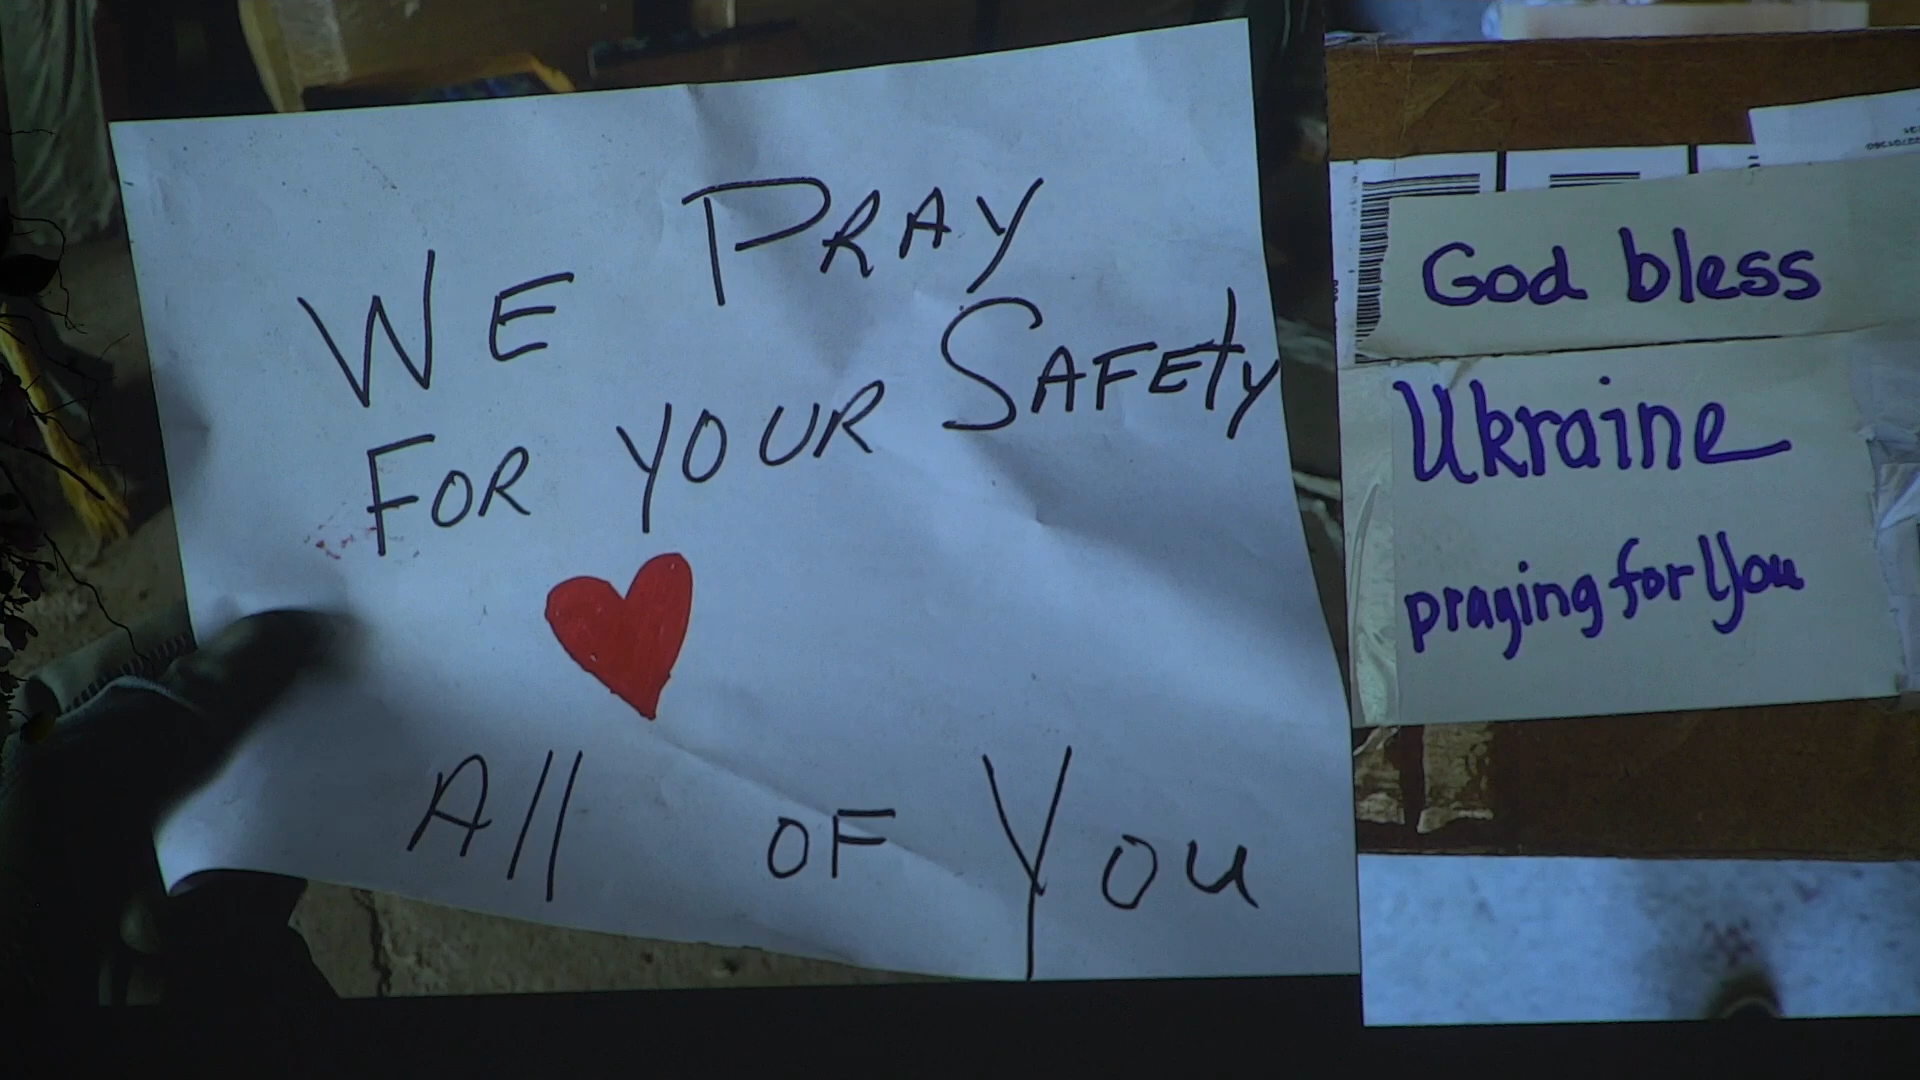 WE PRAY
FOR YOUR SAFETY
All OF You
God bless
Ukraine
praying for You